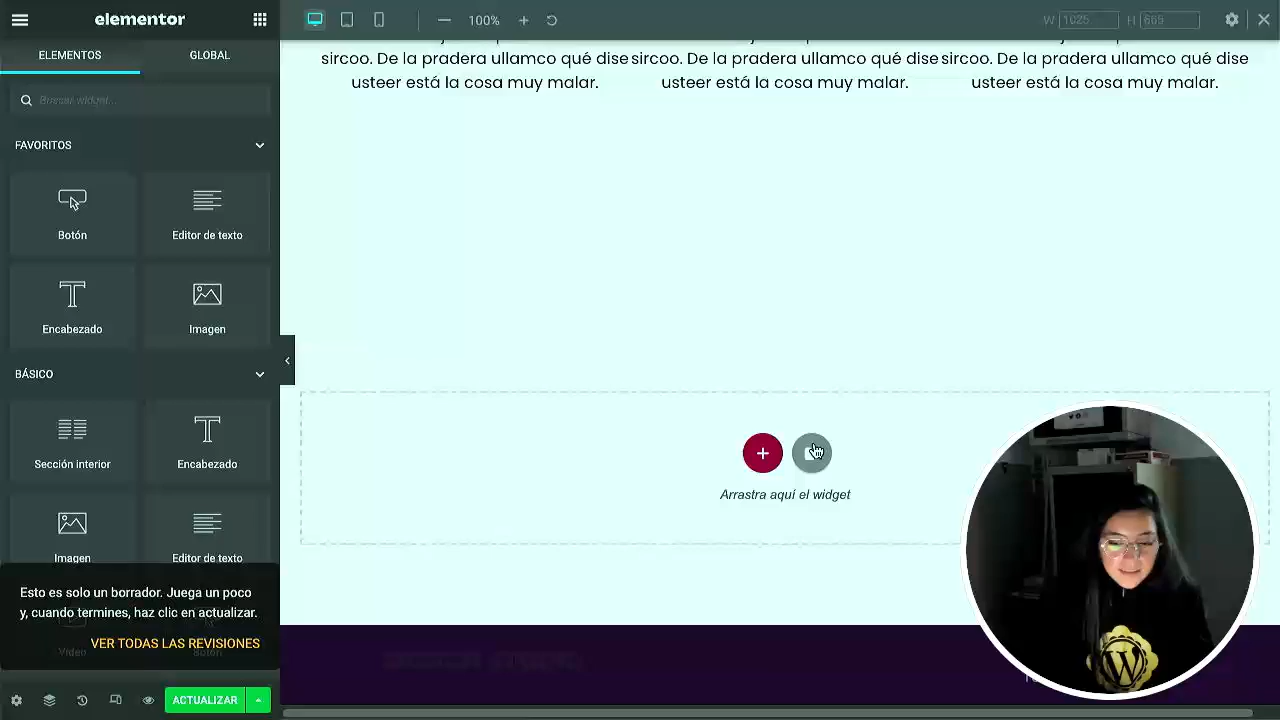 elementor
100%
W 1025 H 669
ELEMENTOS
GLOBAL
Buscar widget...
FAVORITOS
Botón
Editor de texto
Encabezado
Imagen
BÁSICO
Sección interior
Encabezado
Imagen
Editor de texto
Vídeo
Botón
Esto es solo un borrador. Juega un poco
y, cuando termines, haz clic en actualizar.
VER TODAS LAS REVISIONES
ACTUALIZAR
sircoo. De la pradera ullamco qué dise
usteer está la cosa muy malar.
sircoo. De la pradera ullamco qué dise
usteer está la cosa muy malar.
sircoo. De la pradera ullamco qué dise
usteer está la cosa muy malar.
Arrastra aquí el widget